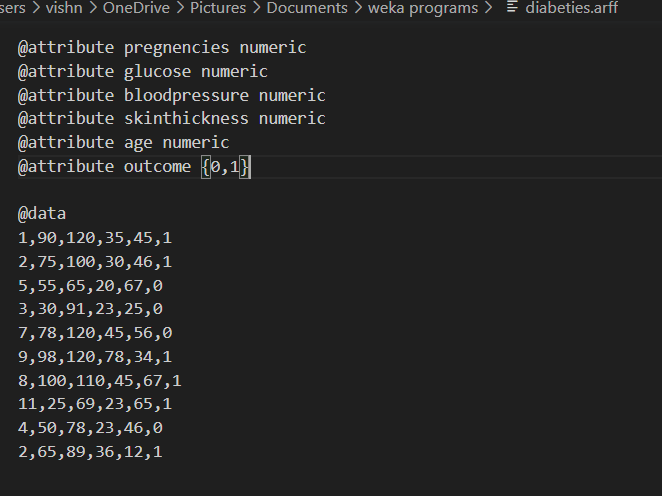 sers > vishn > OneDrive > Pictures > Documents > weka programs > diabeties.arff
@attribute pregnencies numeric
@attribute glucose numeric
@attribute bloodpressure numeric
@attribute skinthickness numeric
@attribute age numeric
@attribute outcome {0,1}
@data
1,90,120,35,45,1
2,75,100,30,46,1
5,55,65,20,67,0
3,30,91,23,25,0
7,78,120,45,56,0
9,98,120,78,34,1
8,100,110,45,67,1
11,25,69,23,65,1
4,50,78,23,46,0
2,65,89,36,12,1